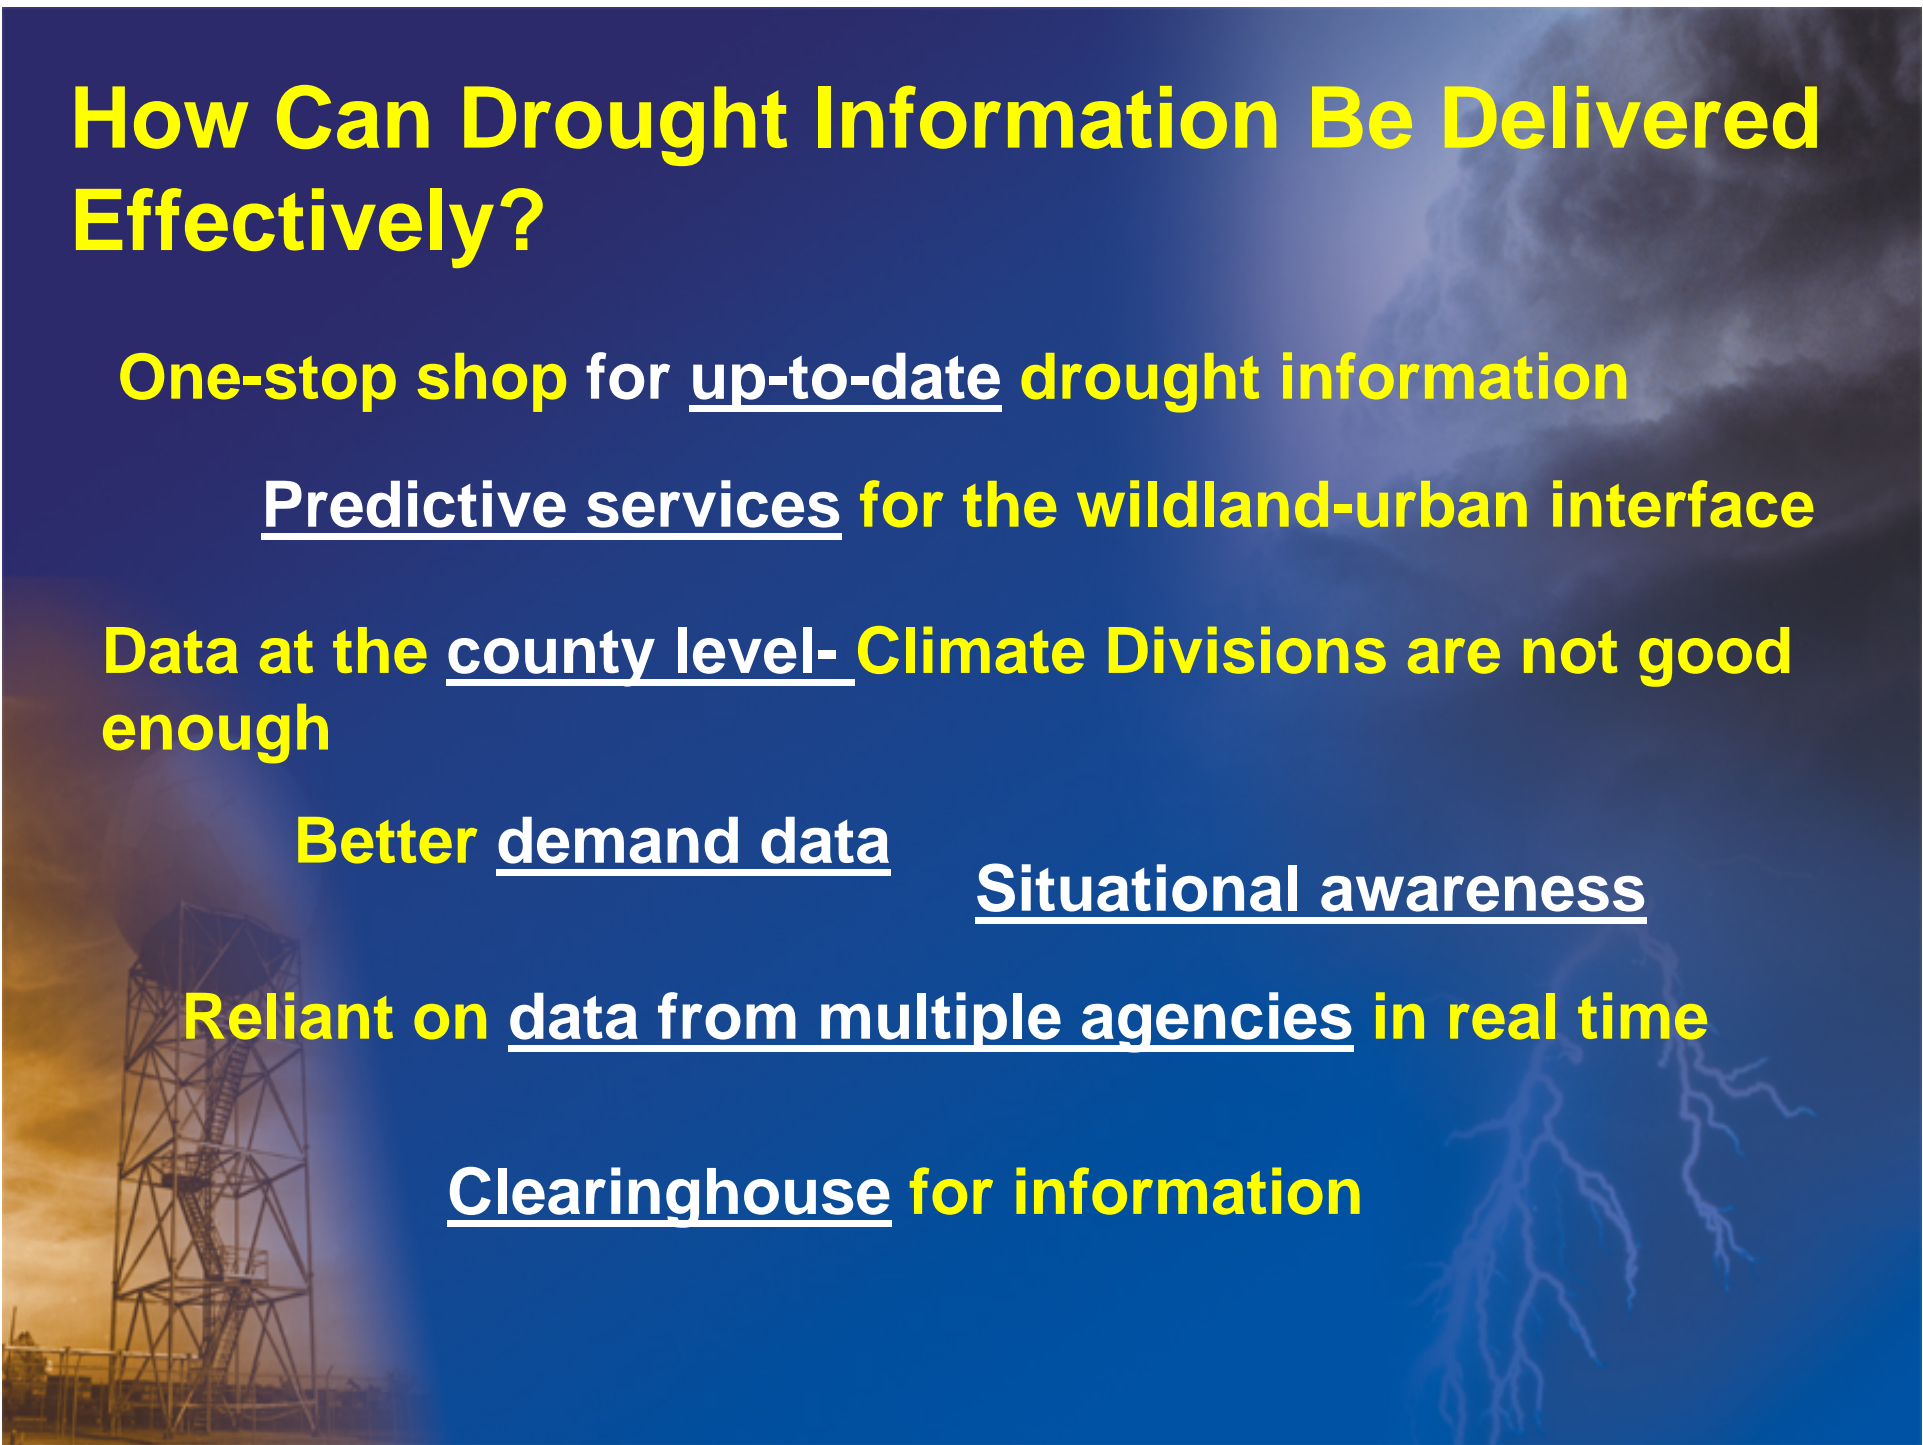 How Can Drought Information Be Delivered
Effectively?
One-stop shop for up-to-date drought information
Predictive services for the wildland-urban interface
Data at the county level- Climate Divisions are not good
enough
Better demand data
Situational awareness
Reliant on data from multiple agencies in real time
Clearinghouse for information